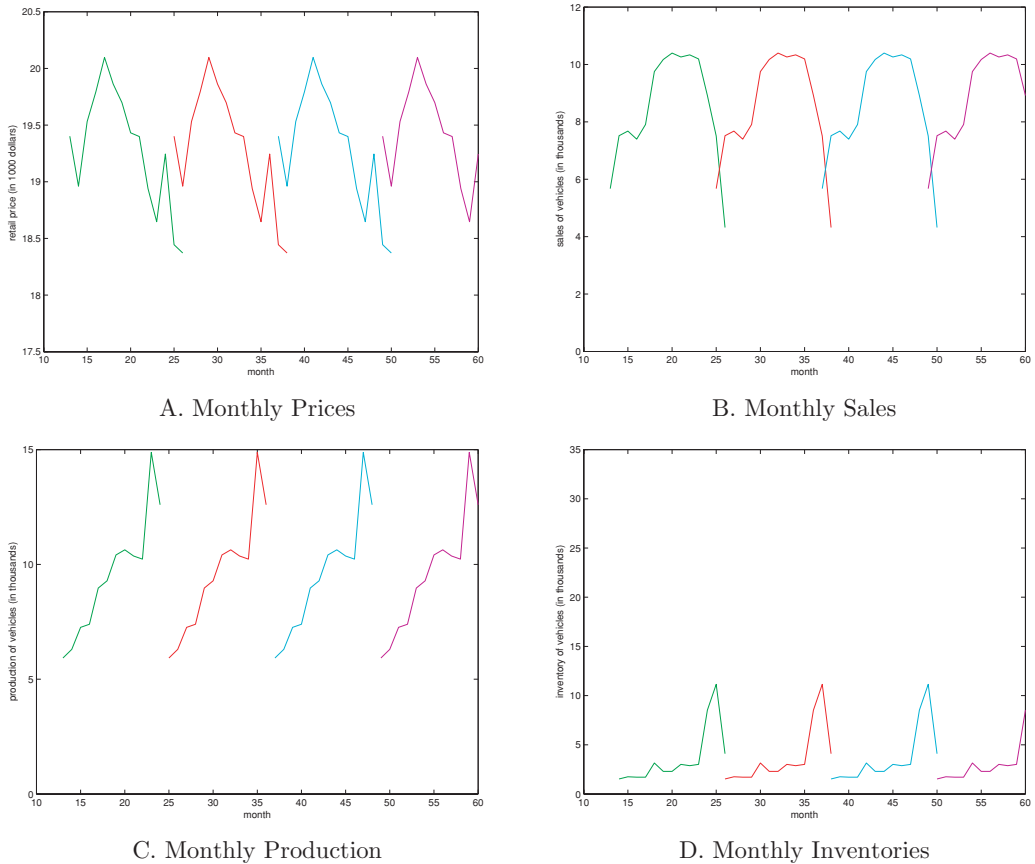 20.5
20
19.5
19
18.5
18
17.5
retail price (in 1000 dollars)
10 15 20 25 30 35 40 45 50 55 60
month
A. Monthly Prices
12
10
8
6
4
2
0
sales of vehicles (in thousands)
10 15 20 25 30 35 40 45 50 55 60
month
B. Monthly Sales
15
10
5
0
production of vehicles (in thousands)
10 15 20 25 30 35 40 45 50 55 60
month
C. Monthly Production
35
30
25
20
15
10
5
0
inventory of vehicles (in thousands)
10 15 20 25 30 35 40 45 50 55 60
month
D. Monthly Inventories